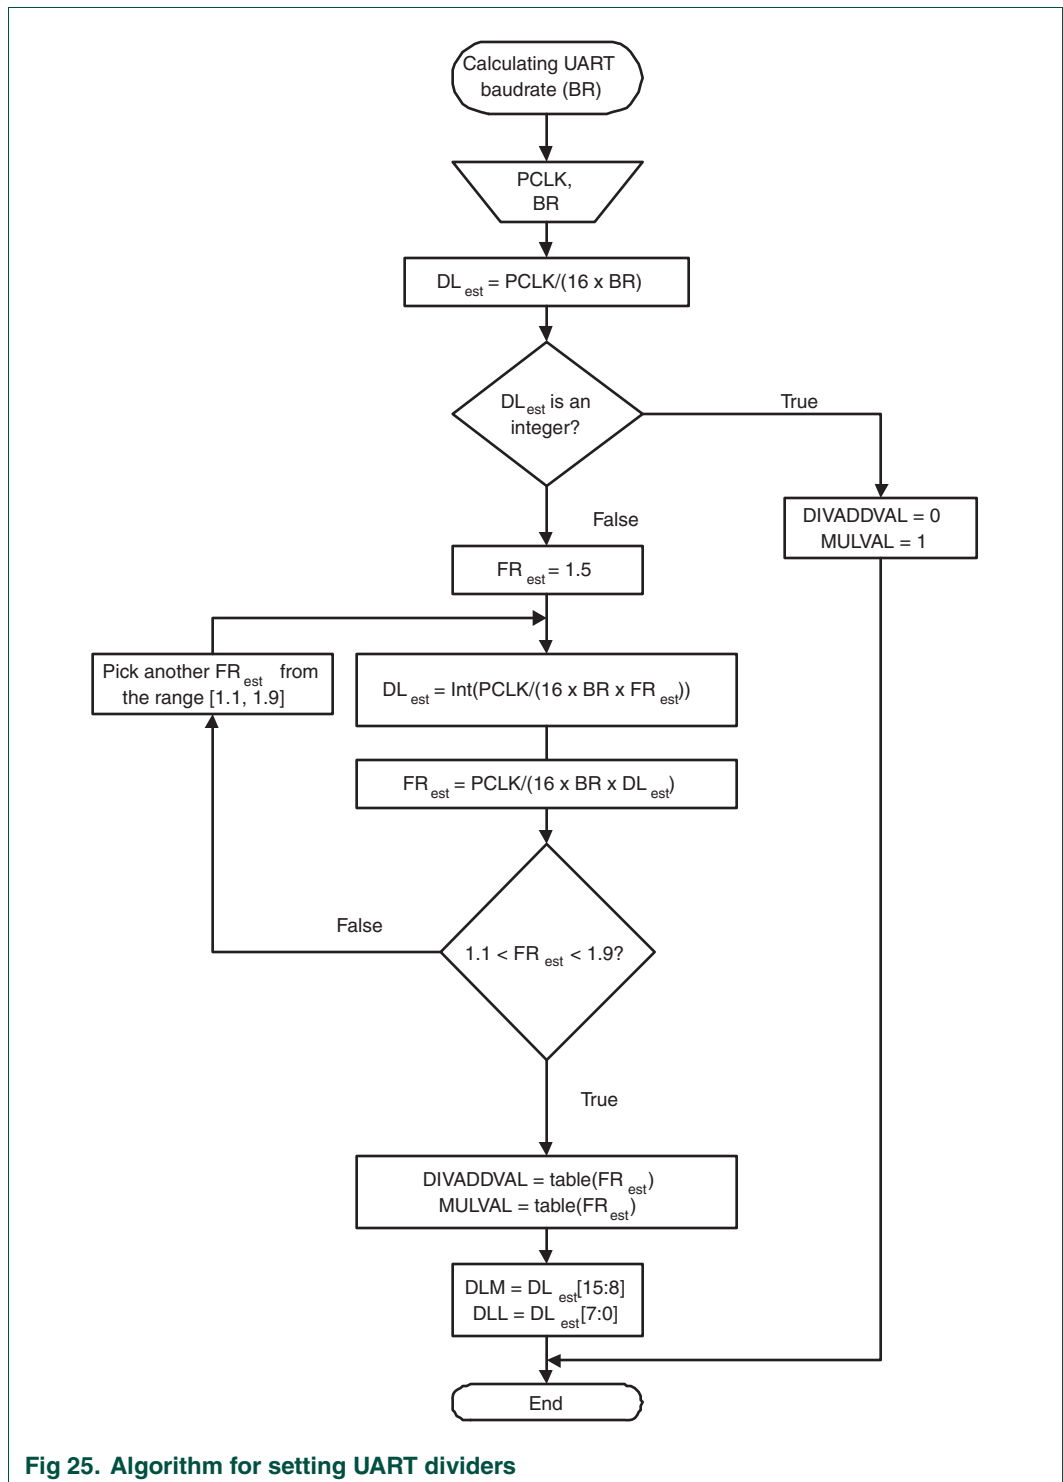 Calculating UART
baudrate (BR)
PCLK,
BR
DL est = PCLK/(16 x BR)
DL est is an
integer?
True
False
DIVADDVAL = 0
MULVAL = 1
FR est = 1.5
Pick another FR est from
the range [1.1, 1.9]
DL est = Int(PCLK/(16 x BR x FR est))
FR est = PCLK/(16 x BR x DL est)
False
1.1 < FR est < 1.9?
True
DIVADDVAL = table(FR est)
MULVAL = table(FR est)
DLM = DL est[15:8]
DLL = DL est[7:0]
End
Fig 25. Algorithm for setting UART dividers